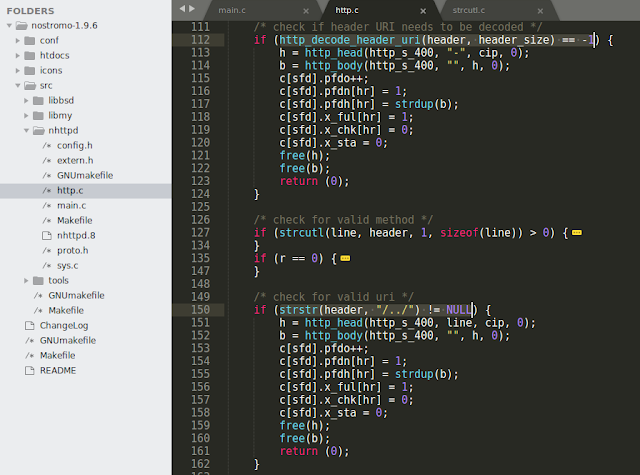 FOLDERS
nostromo-1.9.6
conf
htdocs
icons
src
libbsd
libmy
nhttpd
config.h
extern.h
GNUmakefile
http.c
main.c
Makefile
nhttpd.8
proto.h
sys.c
tools
GNUmakefile
Makefile
ChangeLog
GNUmakefile
Makefile
README
main.c
http.c
strcutl.c
111 /* check if header URI needs to be decoded */
112 if (http_decode_header_uri(header, header_size) == -1) {
113 h = http_head(http_s_400, "-", cip, 0);
114 b = http_body(http_s_400, "", h, 0);
115 c[sfd].pfdo++;
116 c[sfd].pfdn[hr] = 1;
117 c[sfd].pfdh[hr] = strdup(b);
118 c[sfd].x_ful[hr] = 1;
119 c[sfd].x_chk[hr] = 0;
120 c[sfd].x_sta = 0;
121 free(h);
122 free(b);
123 return (0);
124 }
125
126 /* check for valid method */
127 if (strcutl(line, header, 1, sizeof(line)) > 0) {
134 }
135 if (r == 0) {
147 }
148
149 /* check for valid uri */
150 if (strstr(header, "/../") != NULL) {
151 h = http_head(http_s_400, line, cip, 0);
152 b = http_body(http_s_400, "", h, 0);
153 c[sfd].pfdo++;
154 c[sfd].pfdn[hr] = 1;
155 c[sfd].pfdh[hr] = strdup(b);
156 c[sfd].x_ful[hr] = 1;
157 c[sfd].x_chk[hr] = 0;
158 c[sfd].x_sta = 0;
159 free(h);
160 free(b);
161 return (0);
162 }